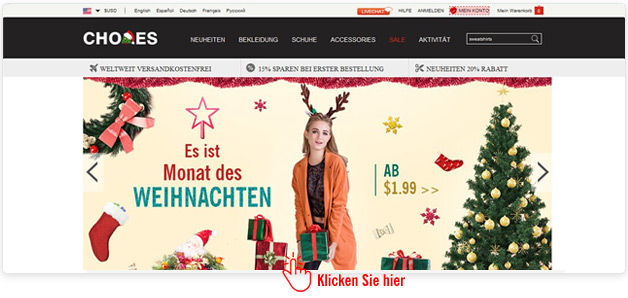 $USD | English Español Deutsch Français Русский LIVECHAT HILFE ANMELDEN MEIN KONTO Mein Warenkorb 0
CHOIES NEUHEITEN BEKLEIDUNG SCHUHE ACCESSORIES SALE AKTIVITÄT sweatshirts
WELTWEIT VERSANDKOSTENFREI 15% SPAREN BEI ERSTER BESTELLUNG NEUHEITEN 20% RABATT
Es ist
Monat des
WEIHNACHTEN
AB
$1.99 >>
Klicken Sie hier